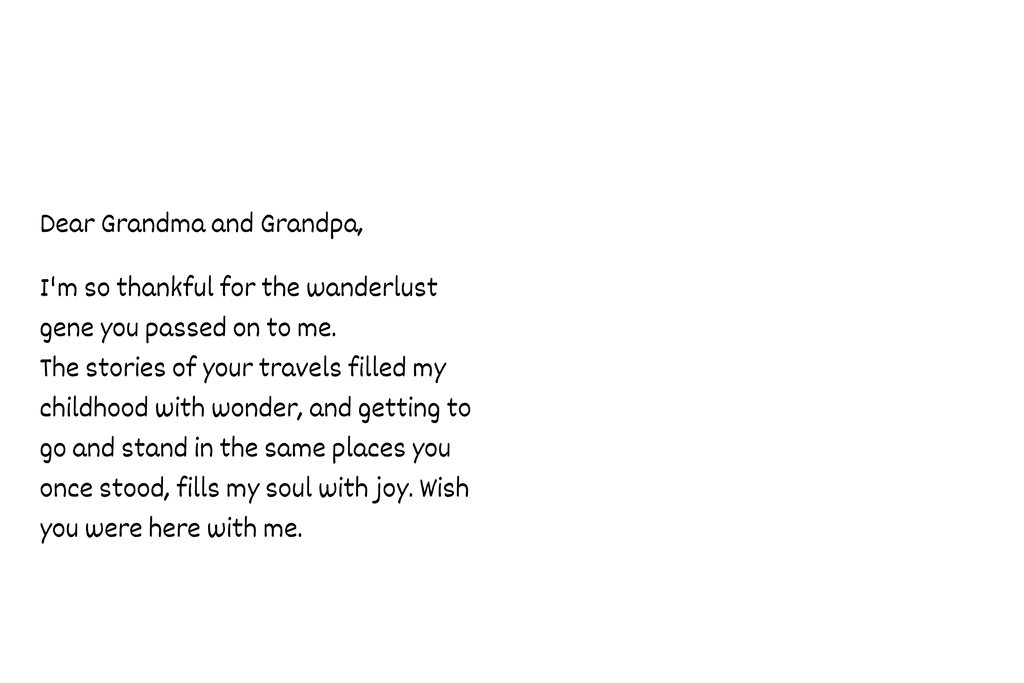 Dear Grandma and Grandpa,
I'm so thankful for the wanderlust
gene you passed on to me.
The stories of your travels filled my
childhood with wonder, and getting to
go and stand in the same places you
once stood, fills my soul with joy. Wish
you were here with me.